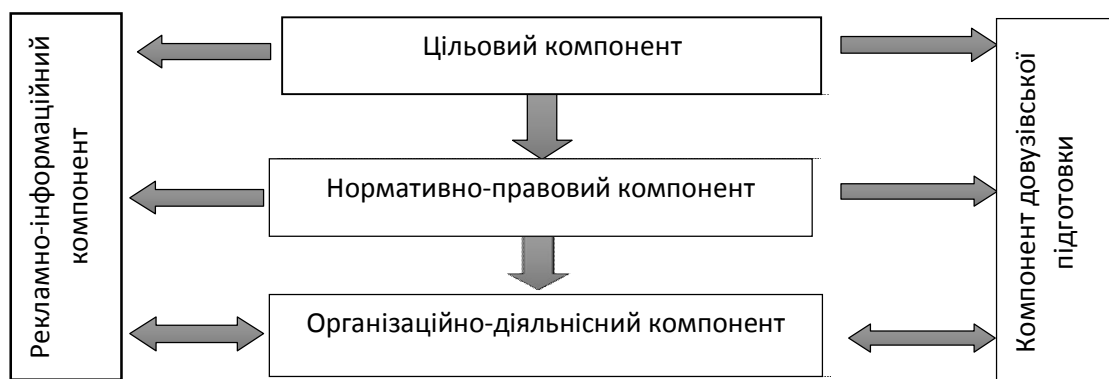 Рекламно-інформаційний
компонент
Цільовий компонент
Нормативно-правовий компонент
Організаційно-діяльнісний компонент
Компонент довузівської
підготовки